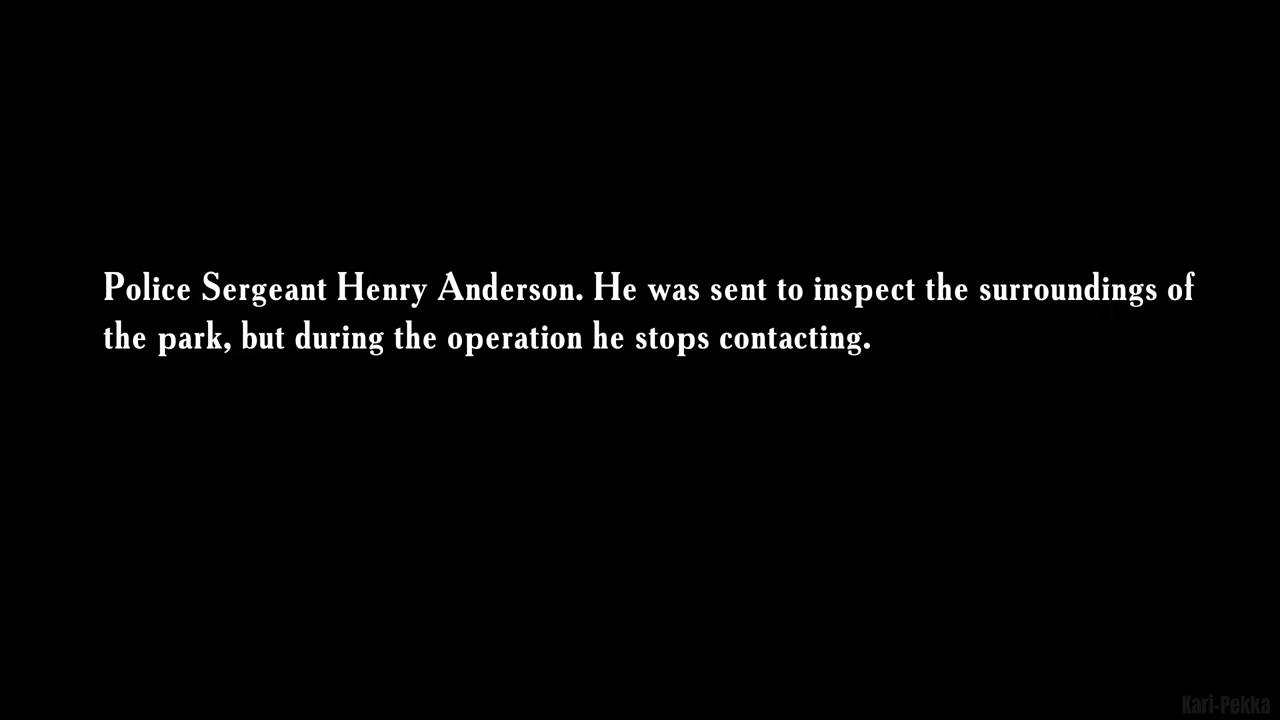 Police Sergeant Henry Anderson. He was sent to inspect the surroundings of
the park, but during the operation he stops contacting.
Kari-Pekka